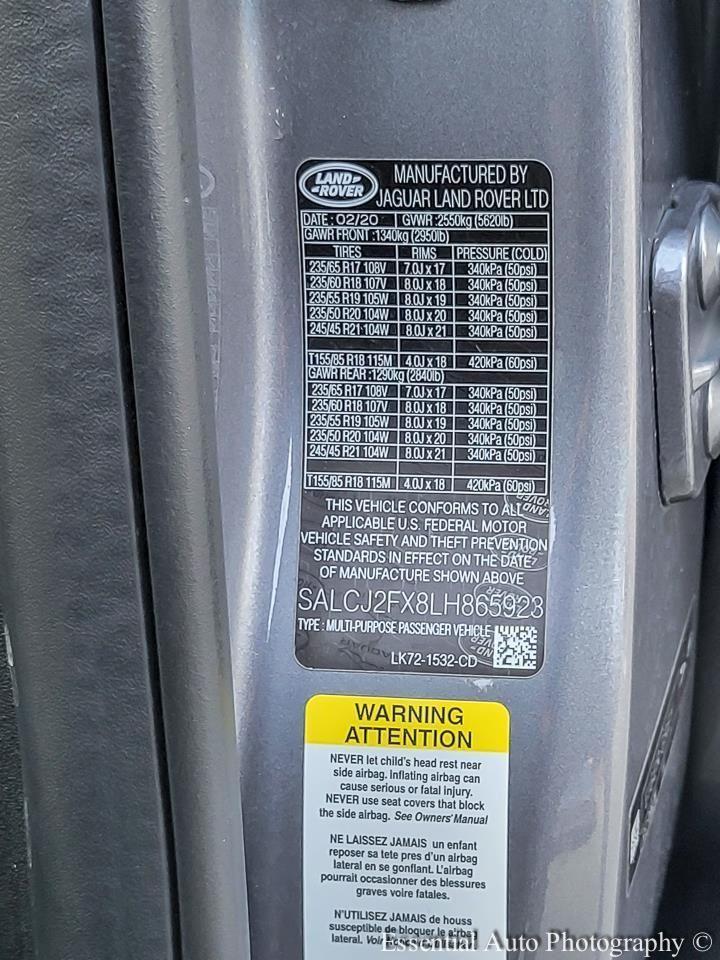 LAND-
-ROVER
MANUFACTURED BY
JAGUAR LAND ROVER LTD
DATE: 02/20 GVWR: 2550kg (5620lb)
GAWR FRONT :1340kg (2950lb)
TIRES RIMS PRESSURE (COLD)
235/65 R17 108V 7.0J x 17 340kPa (50psi)
235/60 R18 107V 8.0J x 18 340kPa (50psi)
235/55 R19 105W 8.0J x 19 340kPa (50psi)
235/50 R20 104W 8.0J x 20 340kPa (50psi)
245/45 R21 104W 8.0J x 21 340kPa (50psi)
T155/85 R18 115M 4.0J x 18 420kPa (60psi)
GAWR REAR :1290kg (2840lb)
235/65 R17 108V 7.0J x 17 340kPa (50psi)
235/60 R18 107V 8.0J x 18 340kPa (50psi)
235/55 R19 105W 8.0J x 19 340kPa (50psi)
235/50 R20 104W 8.0J x 20 340kPa (50psi)
245/45 R21 104W 8.0J x 21 340kPa (50psi)
T155/85 R18 115M 4.0J x 18 420kPa (60psi)
THIS VEHICLE CONFORMS TO ALL
APPLICABLE U.S. FEDERAL MOTOR
VEHICLE SAFETY AND THEFT PREVENTION
STANDARDS IN EFFECT ON THE DATE
OF MANUFACTURE SHOWN ABOVE
SALCJ2FX8LH865923
TYPE : MULTI-PURPOSE PASSENGER VEHICLE
LK72-1532-CD
WARNING
ATTENTION
NEVER let child's head rest near
side airbag. Inflating airbag can
cause serious or fatal injury.
NEVER use seat covers that block
the side airbag. See Owners' Manual
NE LAISSEZ JAMAIS un enfant
reposer sa tete pres d'un airbag
lateral en se gonflant. L'airbag
pourrait occasionner des blessures
graves voire fatales.
N'UTILISEZ JAMAIS de houss
susceptible de bloquer le airbag
lateral.
Essential Auto Photography ©